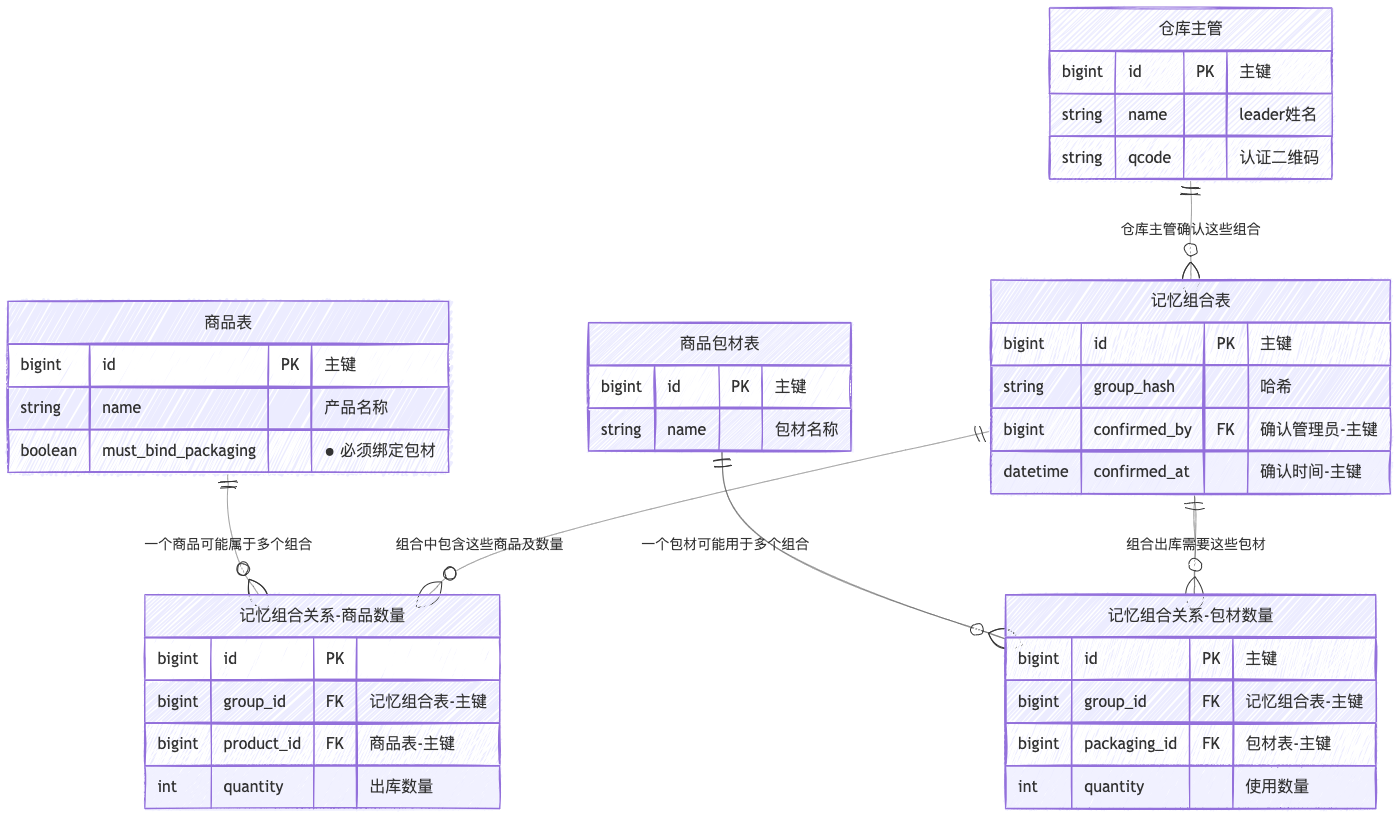 仓库主管
bigint id PK 主键
string name leader姓名
string qcode 认证二维码
仓库主管确认这些组合
记忆组合表
bigint id PK 主键
string group_hash 哈希
bigint confirmed_by FK 确认管理员-主键
datetime confirmed_at 确认时间-主键
商品表
bigint id PK 主键
string name 产品名称
boolean must_bind_packaging ● 必须绑定包材
商品包材表
bigint id PK 主键
string name 包材名称
一个商品可能属于多个组合
组合中包含这些商品及数量
一个包材可能用于多个组合
组合出库需要这些包材
记忆组合关系-商品数量
bigint id PK
bigint group_id FK 记忆组合表-主键
bigint product_id FK 商品表-主键
int quantity 出库数量
记忆组合关系-包材数量
bigint id PK 主键
bigint group_id FK 记忆组合表-主键
bigint packaging_id FK 包材表-主键
int quantity 使用数量